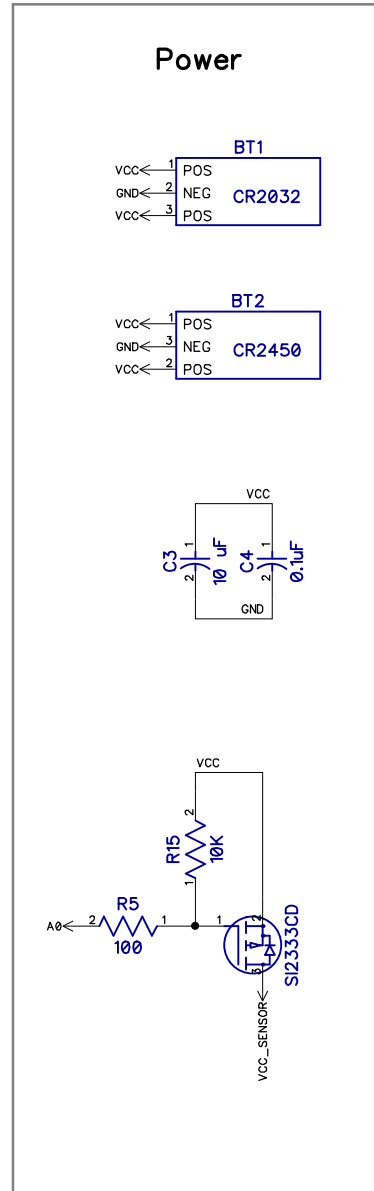 Power
BT1
VCC 1 POS
GND 2 NEG CR2032
VCC 3 POS
BT2
VCC 1 POS
GND 3 NEG CR2450
VCC 2 POS
VCC
1 1
C3 10 uF C4 0.1uF
2 2
GND
VCC
2
R15 10K
1
R5
A0 2 1 1 2
100
3
SI2333CD
VCC_SENSOR